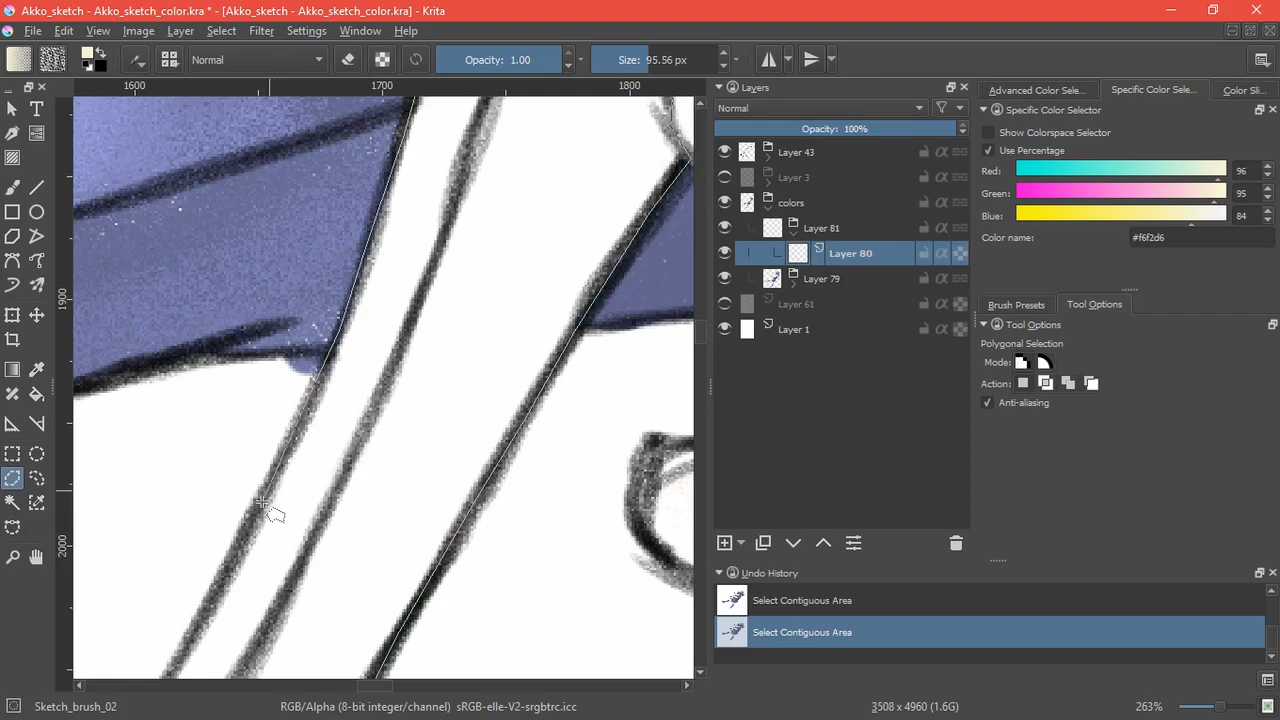 Akko_sketch - Akko_sketch_color.kra * - [Akko_sketch - Akko_sketch_color.kra] - Krita
File Edit View Image Layer Select Filter Settings Window Help
Normal Opacity: 1.00 Size: 95.56 px
1600 1700 1800
1900
2000
Layers
Normal
Opacity: 100%
Layer 43
Layer 3
colors
Layer 81
Layer 80
Layer 79
Layer 61
Layer 1
Undo History
Select Contiguous Area
Select Contiguous Area
Advanced Color Sele... Specific Color Sele... Color Sli...
Specific Color Selector
Show Colorspace Selector
Use Percentage
Red: 96
Green: 95
Blue: 84
Color name: #f6f2d6
Brush Presets Tool Options
Tool Options
Polygonal Selection
Mode:
Action:
Anti-aliasing
Sketch_brush_02 RGB/Alpha (8-bit integer/channel) sRGB-elle-V2-srgbtrc.icc 3508 x 4960 (1.6G) 263%